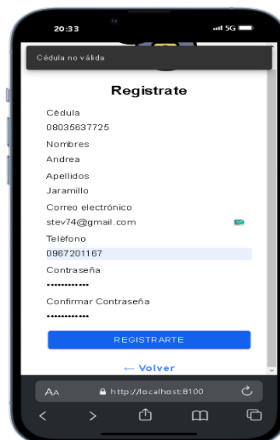 20:33
5G
Cédula no válida
Registrate
Cédula
08035637725
Nombres
Andrea
Apellidos
Jaramillo
Correo electrónico
stev74@gmail.com
Teléfono
0967201167
Contraseña
••••••••••••
Confirmar Contraseña
••••••••••••
REGISTRARTE
← Volver
AA http://localhost:8100